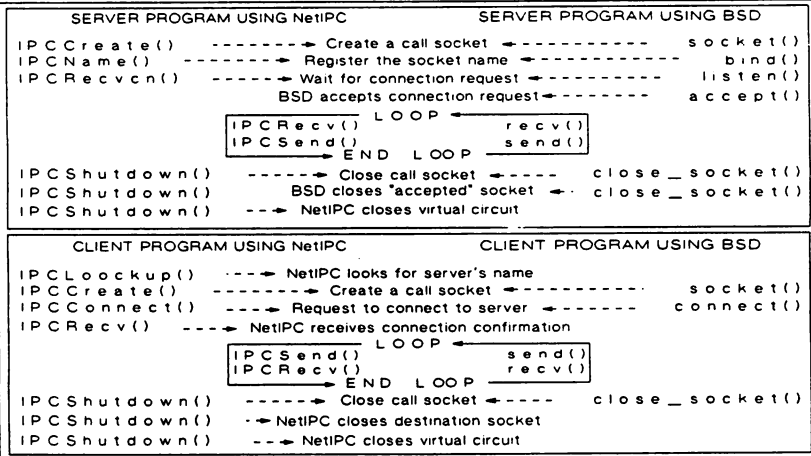 SERVER PROGRAM USING NetIPC SERVER PROGRAM USING BSD
IPCCreate() Create a call socket socket()
IPCName() Register the socket name bind()
IPCRecvcn() Wait for connection request listen()
BSD accepts connection request accept()
LOOP
IPCRecv() recv()
IPCSend() send()
END LOOP
IPCShutdown() Close call socket close_socket()
IPCShutdown() BSD closes "accepted" socket close_socket()
IPCShutdown() NetIPC closes virtual circuit
CLIENT PROGRAM USING NetIPC CLIENT PROGRAM USING BSD
IPCLoockup() NetIPC looks for server's name
IPCCreate() Create a call socket socket()
IPCConnect() Request to connect to server connect()
IPCRecv() NetIPC receives connection confirmation
LOOP
IPCSend() send()
IPCRecv() recv()
END LOOP
IPCShutdown() Close call socket close_socket()
IPCShutdown() NetIPC closes destination socket
IPCShutdown() NetIPC closes virtual circuit